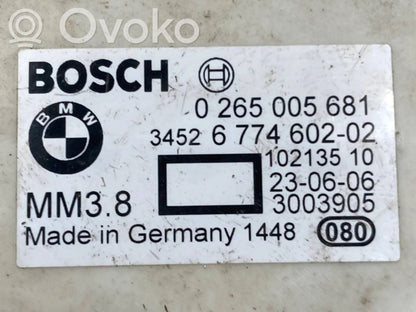 Ovoko
BOSCH
BMW
0 265 005 681
3452 6 774 602-02
102135 10
23-06-06
MM3.8 3003905
Made in Germany 1448 080